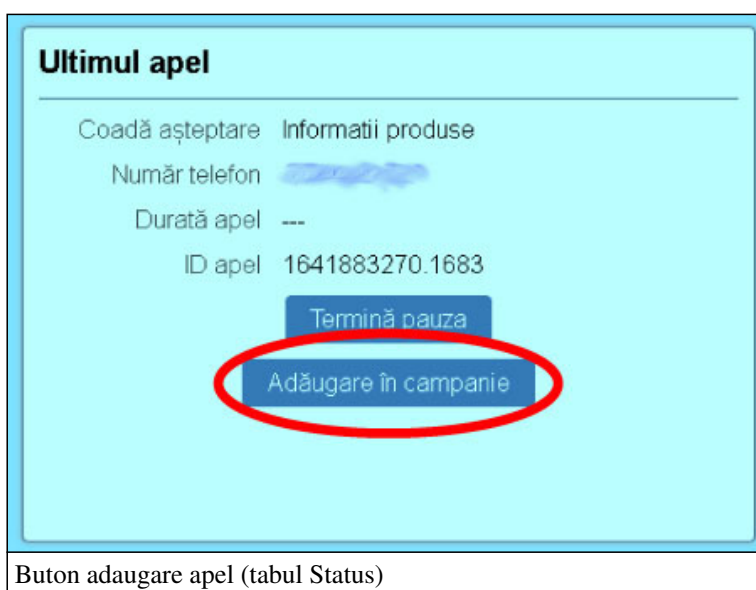 Ultimul apel
Coadă așteptare Informatii produse
Număr telefon
Durată apel ---
ID apel 1641883270.1683
Termină pauza
Adăugare în campanie
Buton adaugare apel (tabul Status)